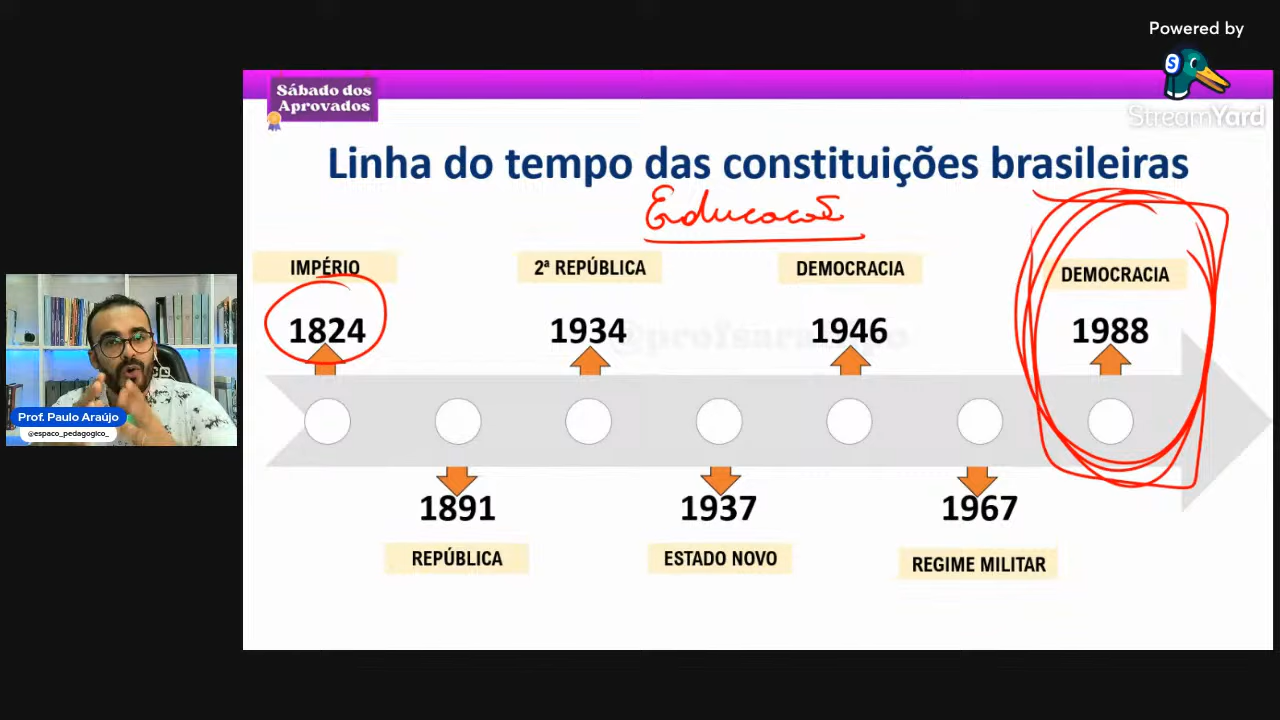 Powered by
StreamYard
Sábado dos
Aprovados
Linha do tempo das constituições brasileiras
Educação
IMPÉRIO
2ª REPÚBLICA
DEMOCRACIA
DEMOCRACIA
1824
1934
1946
1988
@profsaraujo
1891
1937
1967
REPÚBLICA
ESTADO NOVO
REGIME MILITAR
Prof. Paulo Araújo
@espaco_pedagogico_